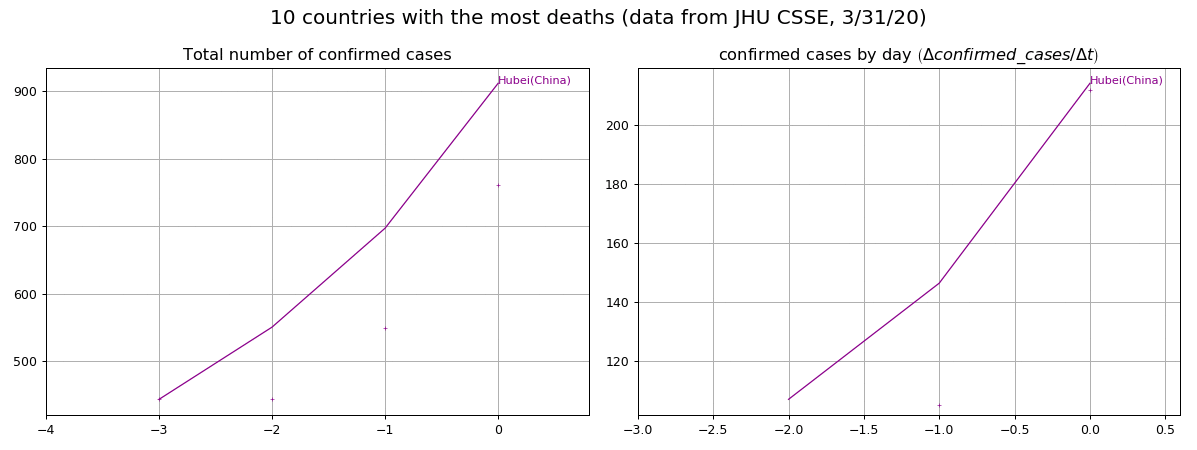 10 countries with the most deaths (data from JHU CSSE, 3/31/20)
Total number of confirmed cases
confirmed cases by day (Δconfirmed_cases/Δt)
Hubei(China)
900
800
700
600
500
−4 −3 −2 −1 0
Hubei(China)
200
180
160
140
120
−3.0 −2.5 −2.0 −1.5 −1.0 −0.5 0.0 0.5